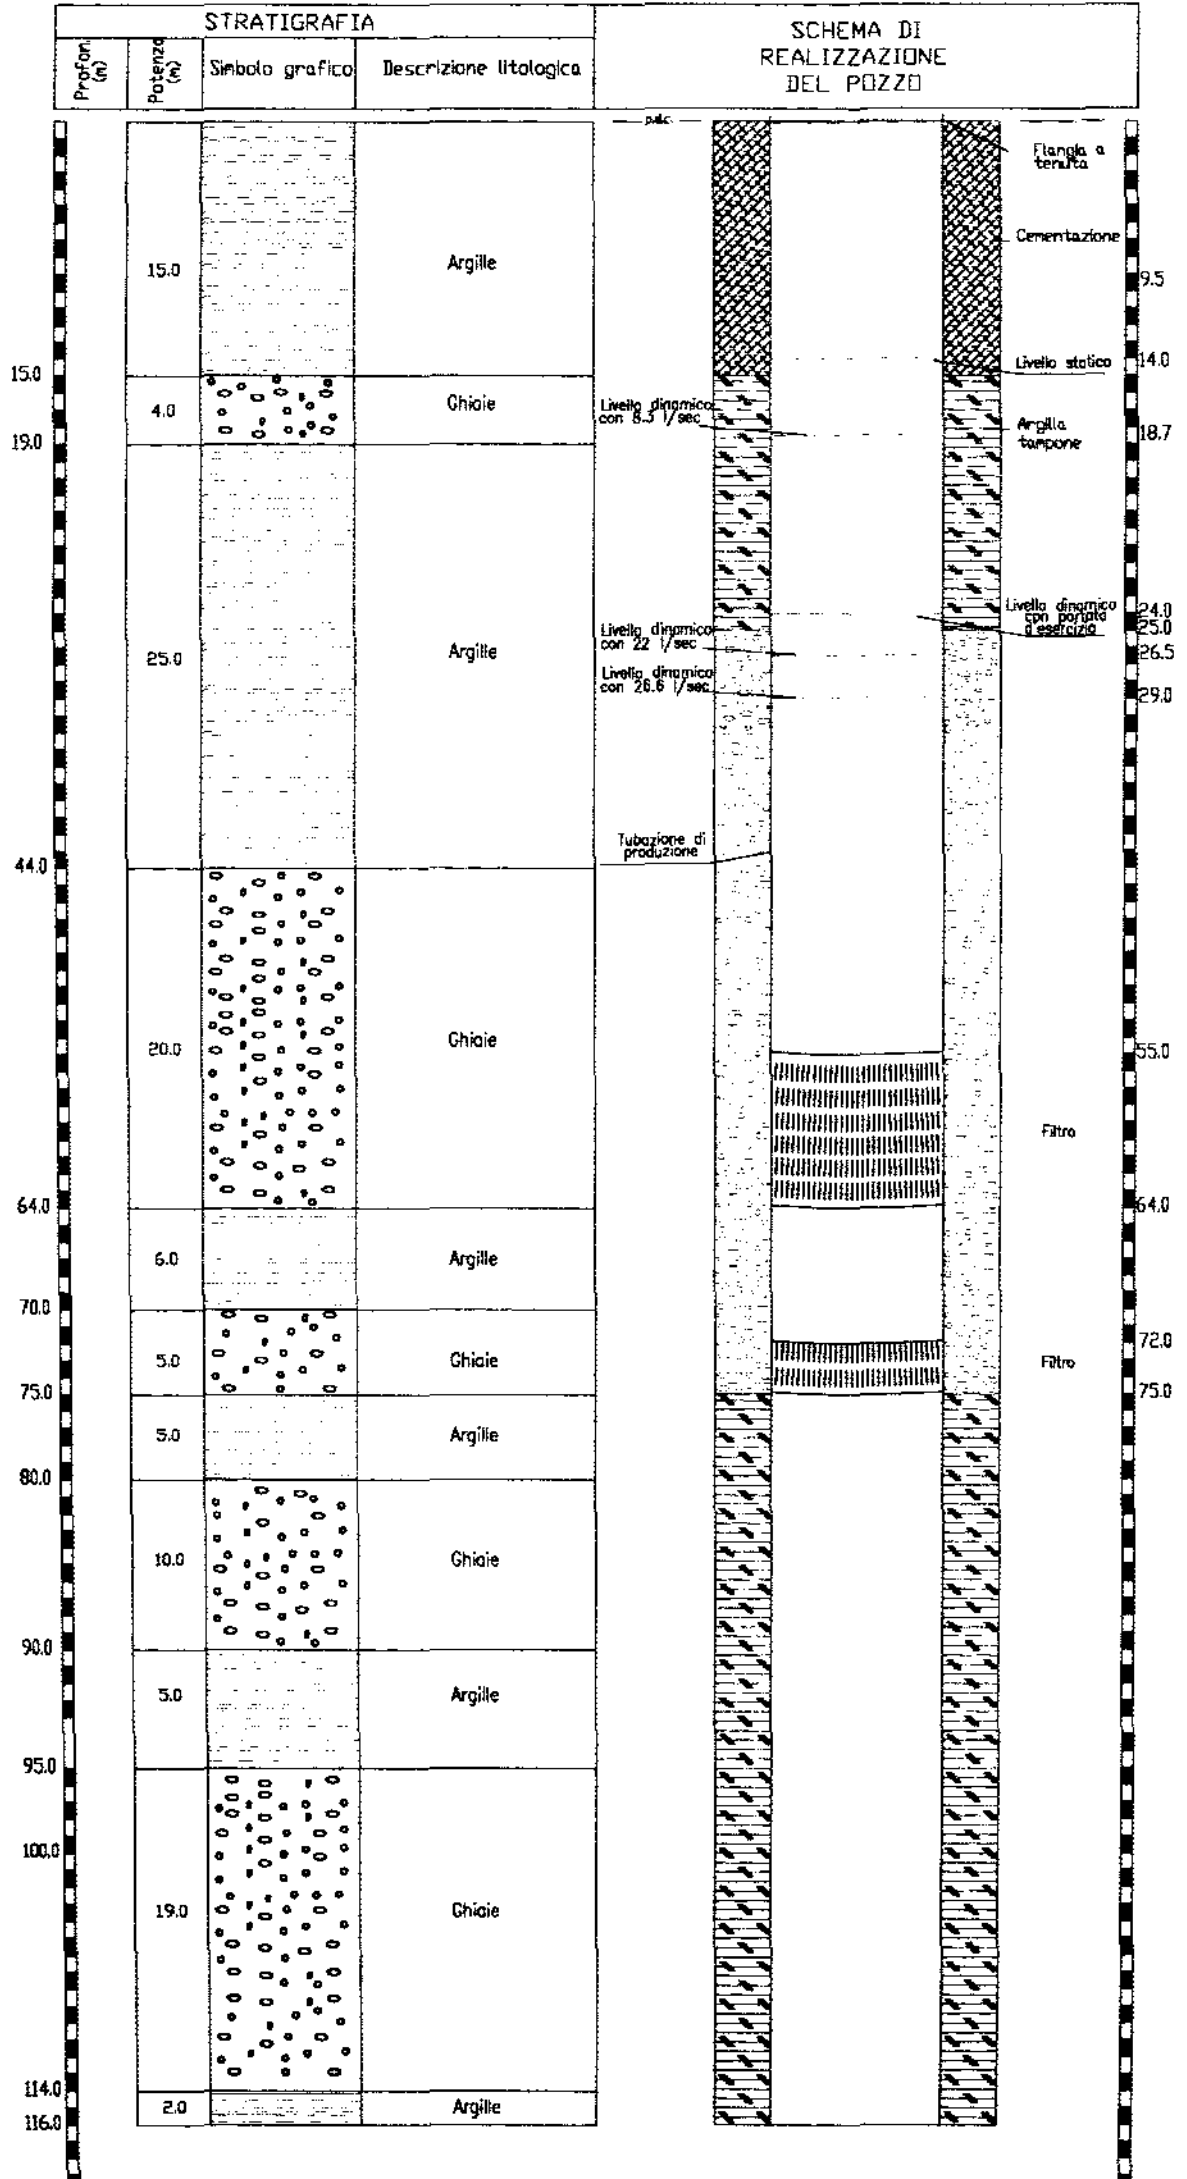 STRATIGRAFIA
SCHEMA DI
REALIZZAZIONE
DEL POZZO
Profon.
(m)
Potenza
(m)
Simbolo grafico
Descrizione litologica
p.d.c.
Flangia a
tenuta
Cementazione
15.0
Argille
9.5
Livello statico
14.0
15.0
4.0
Ghiaie
Livello dinamico
con 8.3 l/sec
Argilla
tampone
18.7
19.0
25.0
Argille
Livello dinamico
con portata
d'esercizio
24.0
25.0
Livello dinamico
con 22 l/sec
26.5
Livello dinamico
con 26.6 l/sec
29.0
Tubazione di
produzione
44.0
20.0
Ghiaie
55.0
Filtro
64.0
64.0
6.0
Argille
70.0
72.0
5.0
Ghiaie
Filtro
75.0
75.0
5.0
Argille
80.0
10.0
Ghiaie
90.0
5.0
Argille
95.0
100.0
19.0
Ghiaie
114.0
2.0
Argille
116.0